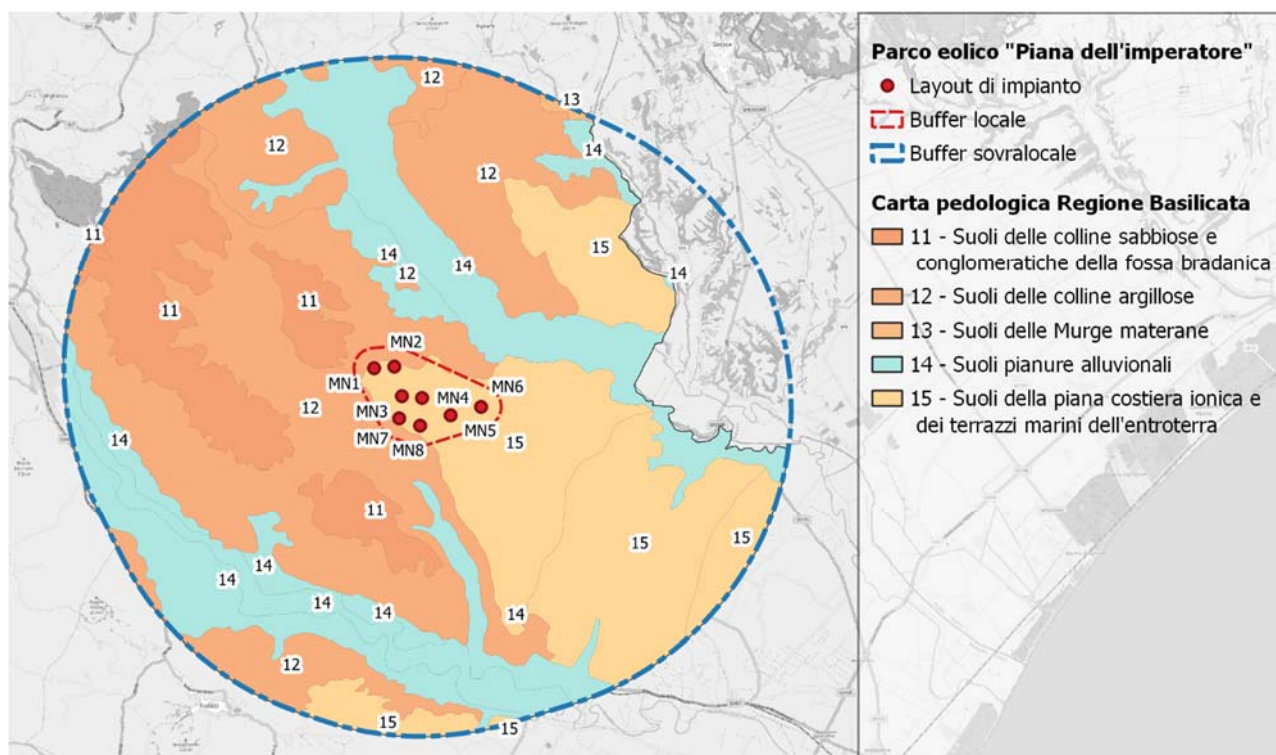 Parco eolico "Piana dell'imperatore"
Layout di impianto
Buffer locale
Buffer sovralocale
Carta pedologica Regione Basilicata
11 - Suoli delle colline sabbiose e
conglomeratiche della fossa bradanica
12 - Suoli delle colline argillose
13 - Suoli delle Murge materane
14 - Suoli pianure alluvionali
15 - Suoli della piana costiera ionica e
dei terrazzi marini dell'entroterra
12
13
12
14
12
11
15
14
14
14
12
11
11
MN2
MN1
MN6
12
MN3
MN4
MN7
MN5
MN8
15
14
11
15
15
14
14
14
14
14
12
15
15